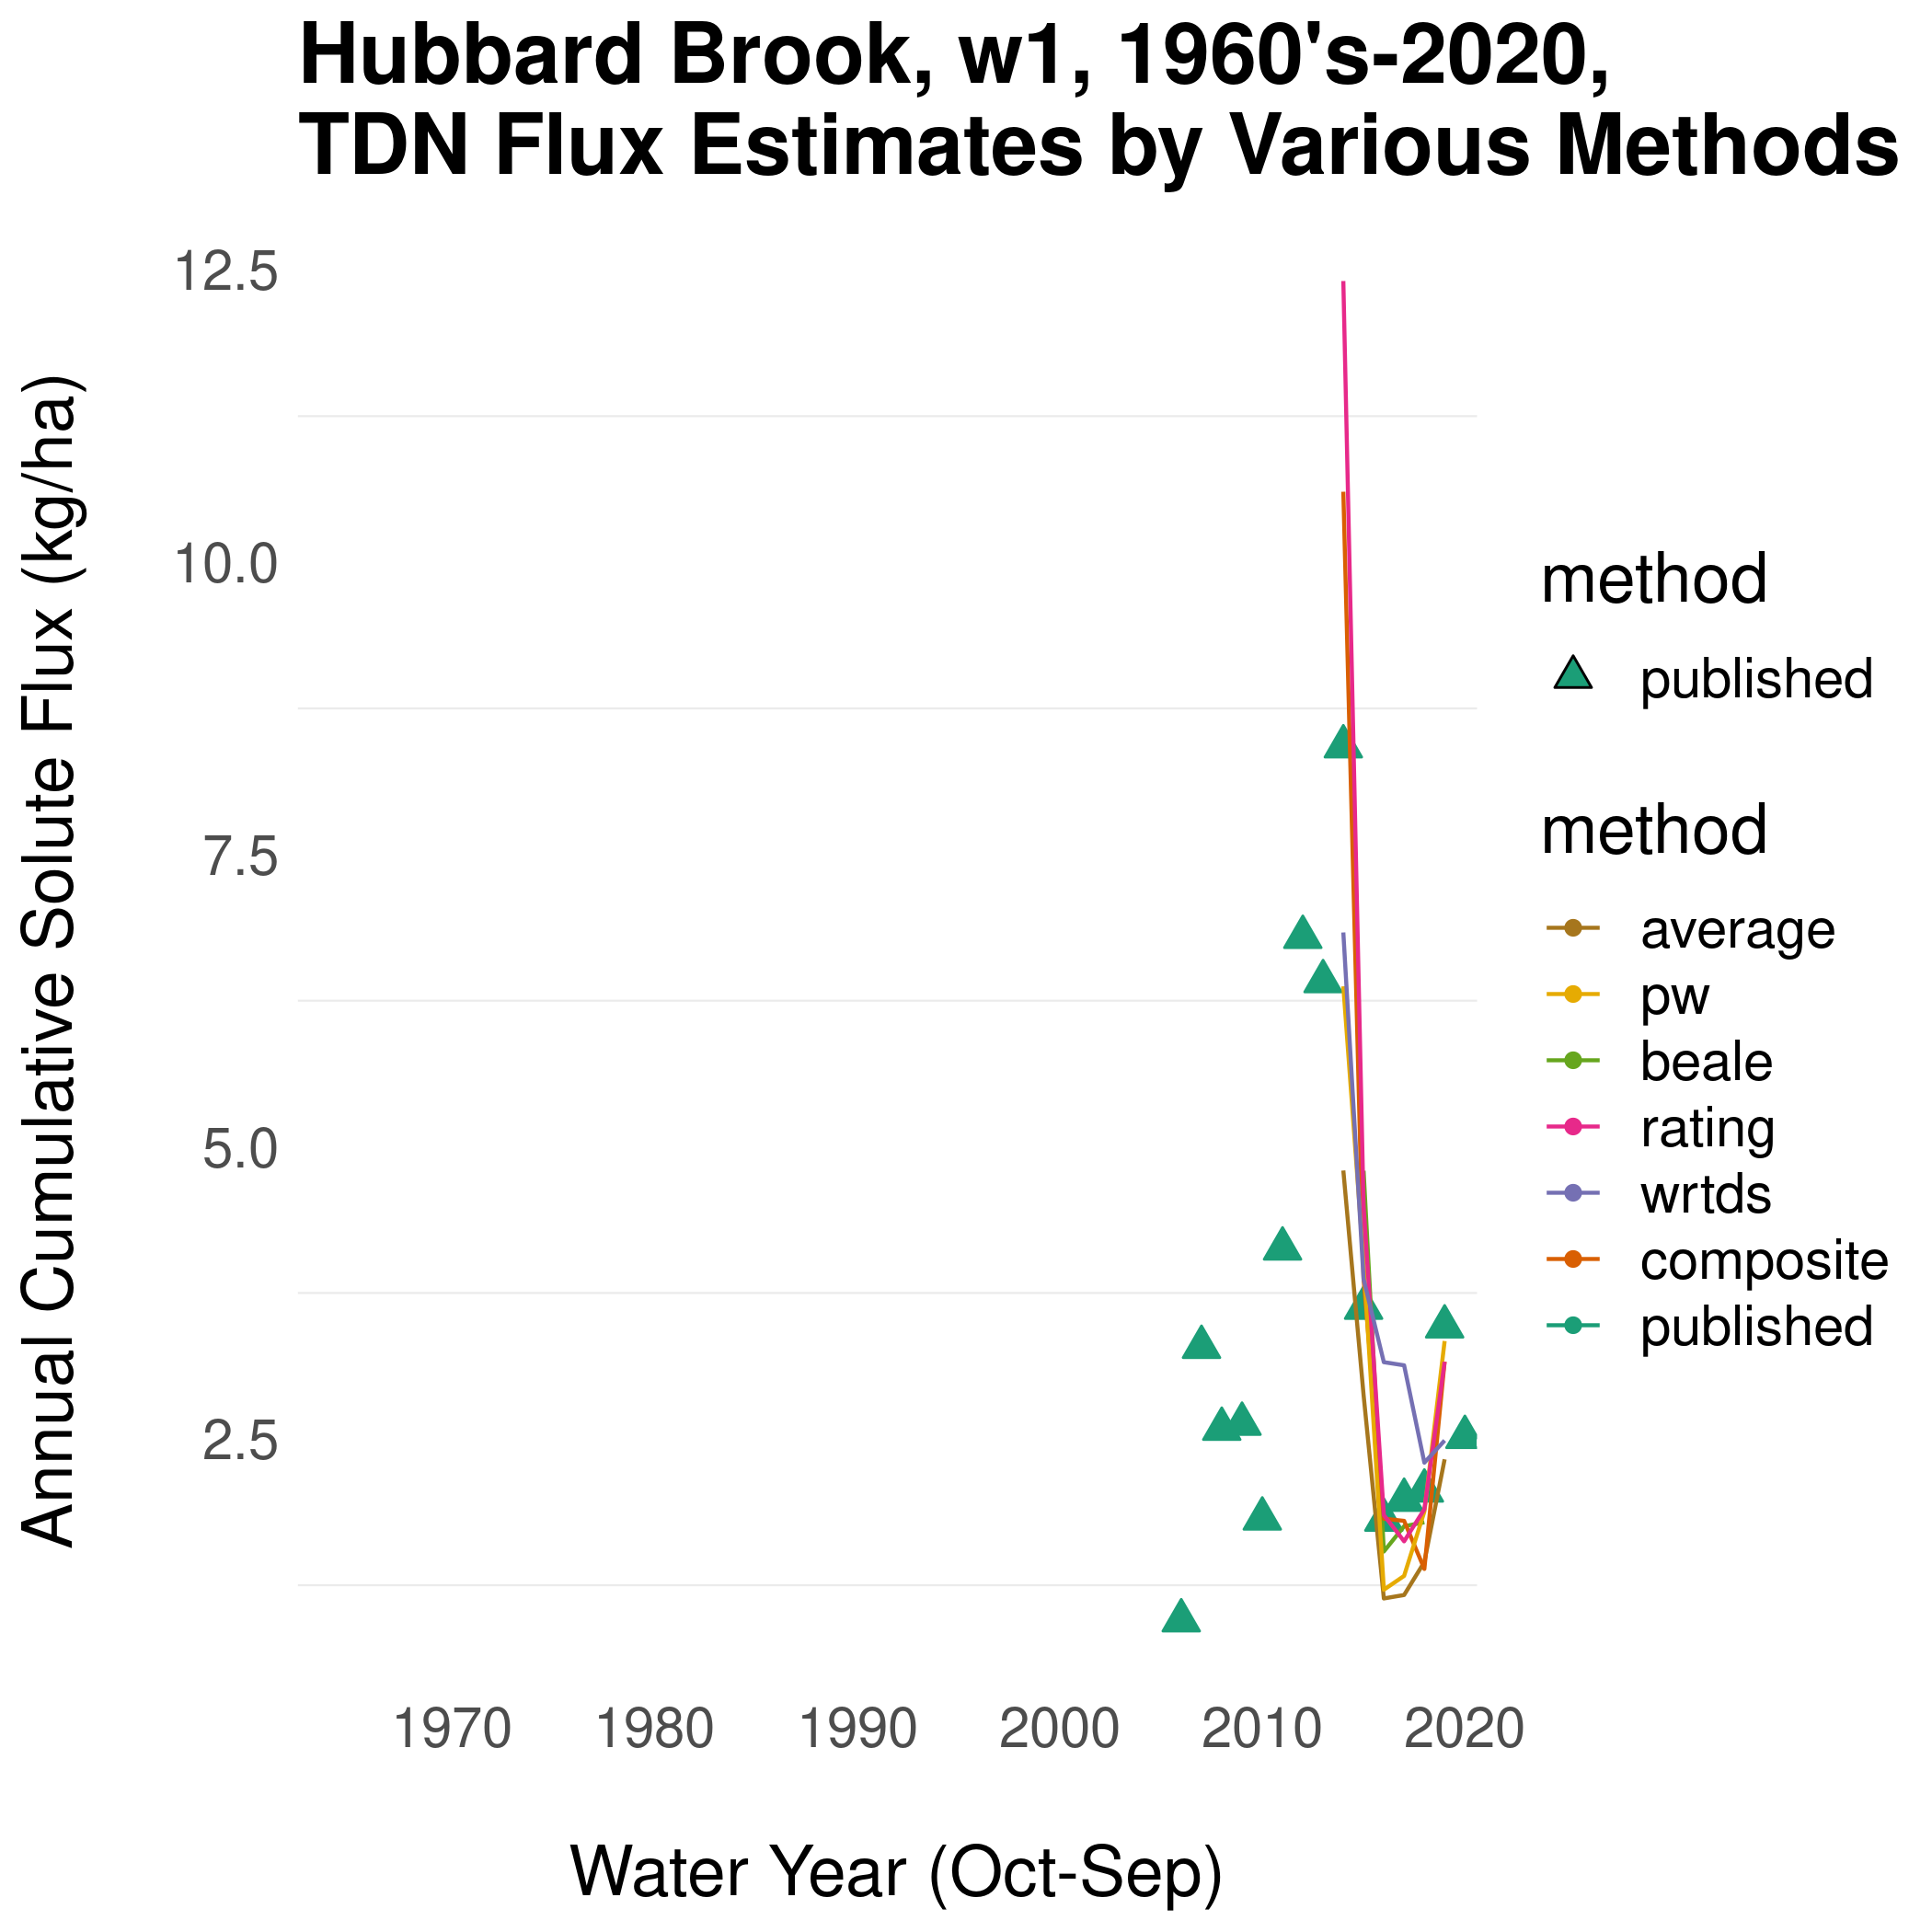 Hubbard Brook, w1, 1960's-2020,
TDN Flux Estimates by Various Methods
Annual Cumulative Solute Flux (kg/ha)
12.5
10.0
7.5
5.0
2.5
1970
1980
1990
2000
2010
2020
Water Year (Oct-Sep)
method
published
method
average
pw
beale
rating
wrtds
composite
published